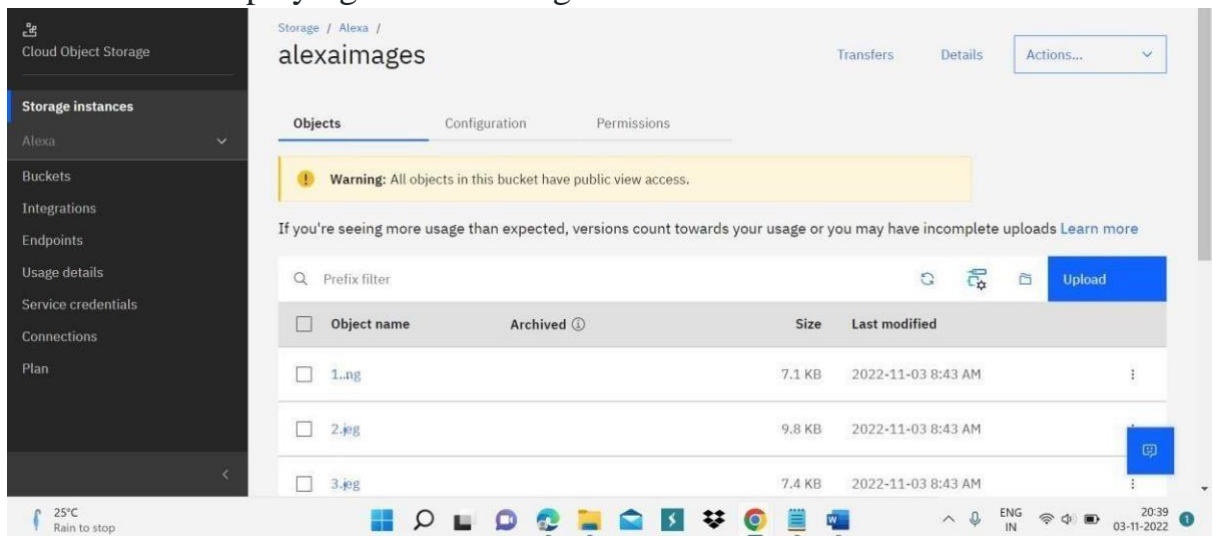 Cloud Object Storage
Storage instances
Alexa
Buckets
Integrations
Endpoints
Usage details
Service credentials
Connections
Plan
Storage / Alexa /
alexaimages
Transfers Details Actions...
Objects Configuration Permissions
Warning: All objects in this bucket have public view access.
If you're seeing more usage than expected, versions count towards your usage or you may have incomplete uploads Learn more
Prefix filter Upload
Object name Archived Size Last modified
1..ng 7.1 KB 2022-11-03 8:43 AM
2.jeg 9.8 KB 2022-11-03 8:43 AM
3.jeg 7.4 KB 2022-11-03 8:43 AM
25°C
Rain to stop
ENG
IN
20:39
03-11-2022
1